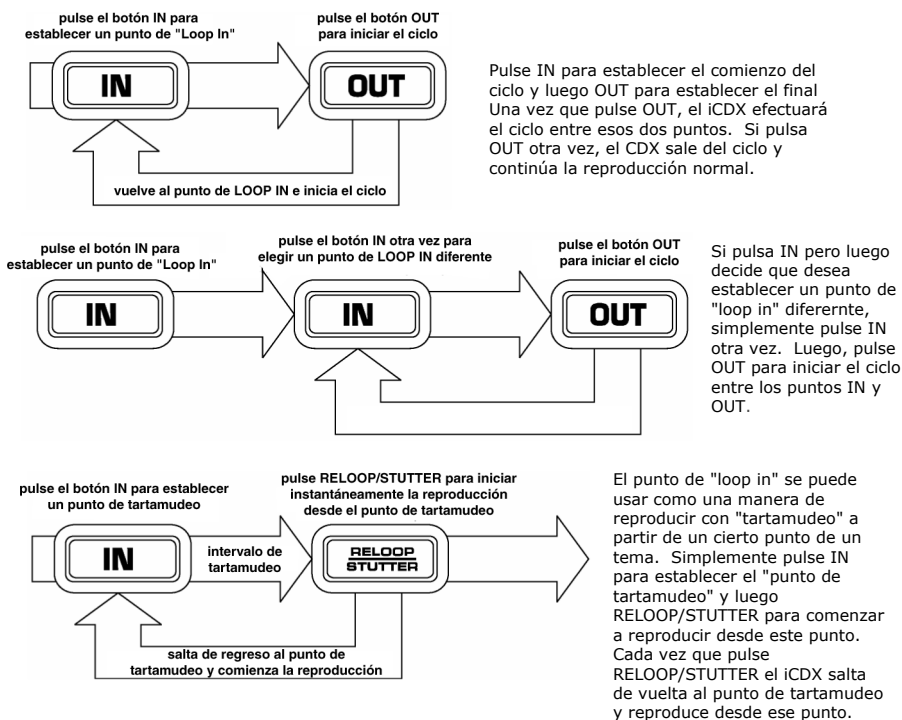 pulse el botón IN para
establecer un punto de "Loop In"
pulse el botón OUT
para iniciar el ciclo
IN
OUT
vuelve al punto de LOOP IN e inicia el ciclo
Pulse IN para establecer el comienzo del
ciclo y luego OUT para establecer el final
Una vez que pulse OUT, el iCDX efectuará
el ciclo entre esos dos puntos. Si pulsa
OUT otra vez, el CDX sale del ciclo y
continúa la reproducción normal.
pulse el botón IN para
establecer un punto de "Loop In"
pulse el botón IN otra vez para
elegir un punto de LOOP IN diferente
pulse el botón OUT
para iniciar el ciclo
IN
IN
OUT
Si pulsa IN pero luego
decide que desea
establecer un punto de
"loop in" diferernte,
simplemente pulse IN
otra vez. Luego, pulse
OUT para iniciar el ciclo
entre los puntos IN y
OUT.
pulse el botón IN para establecer
un punto de tartamudeo
pulse RELOOP/STUTTER para iniciar
instantáneamente la reproducción
desde el punto de tartamudeo
IN
intervalo de
tartamudeo
RELOOP
STUTTER
salta de regreso al punto de
tartamudeo y comienza la reproducción
El punto de "loop in" se puede
usar como una manera de
reproducir con "tartamudeo" a
partir de un cierto punto de un
tema. Simplemente pulse IN
para establecer el "punto de
tartamudeo" y luego
RELOOP/STUTTER para comenzar
a reproducir desde este punto.
Cada vez que pulse
RELOOP/STUTTER el iCDX salta
de vuelta al punto de tartamudeo
y reproduce desde ese punto.